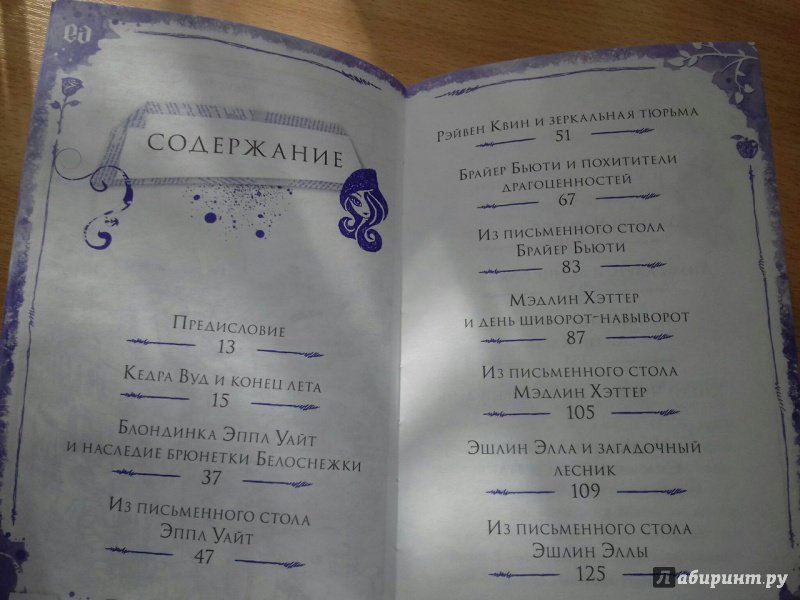 СОДЕРЖАНИЕ
Предисловие
13
Кедра Вуд и конец лета
15
Блондинка Эппл Уайт
и наследие брюнетки Белоснежки
37
Из письменного стола
Эппл Уайт
47
Рэйвен Квин и зеркальная тюрьма
51
Брайер Бьюти и похитители
драгоценностей
67
Из письменного стола
Брайер Бьюти
83
Мэдлин Хэттер
и день шиворот-навыворот
87
Из письменного стола
Мэдлин Хэттер
105
Эшлин Элла и загадочный
лесник
109
Из письменного стола
Эшлин Эллы
125
Лабиринт.ру